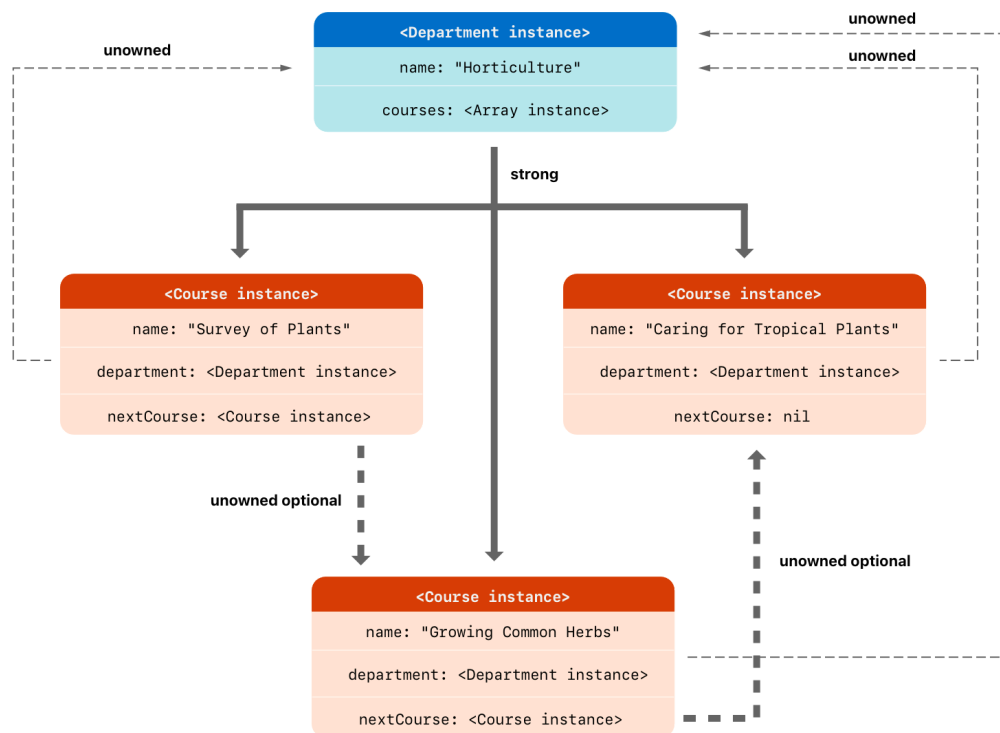 unowned
<Department instance>
unowned
name: "Horticulture"
unowned
courses: <Array instance>
strong
<Course instance>
name: "Survey of Plants"
department: <Department instance>
nextCourse: <Course instance>
<Course instance>
name: "Caring for Tropical Plants"
department: <Department instance>
nextCourse: nil
unowned optional
unowned optional
<Course instance>
name: "Growing Common Herbs"
department: <Department instance>
nextCourse: <Course instance>